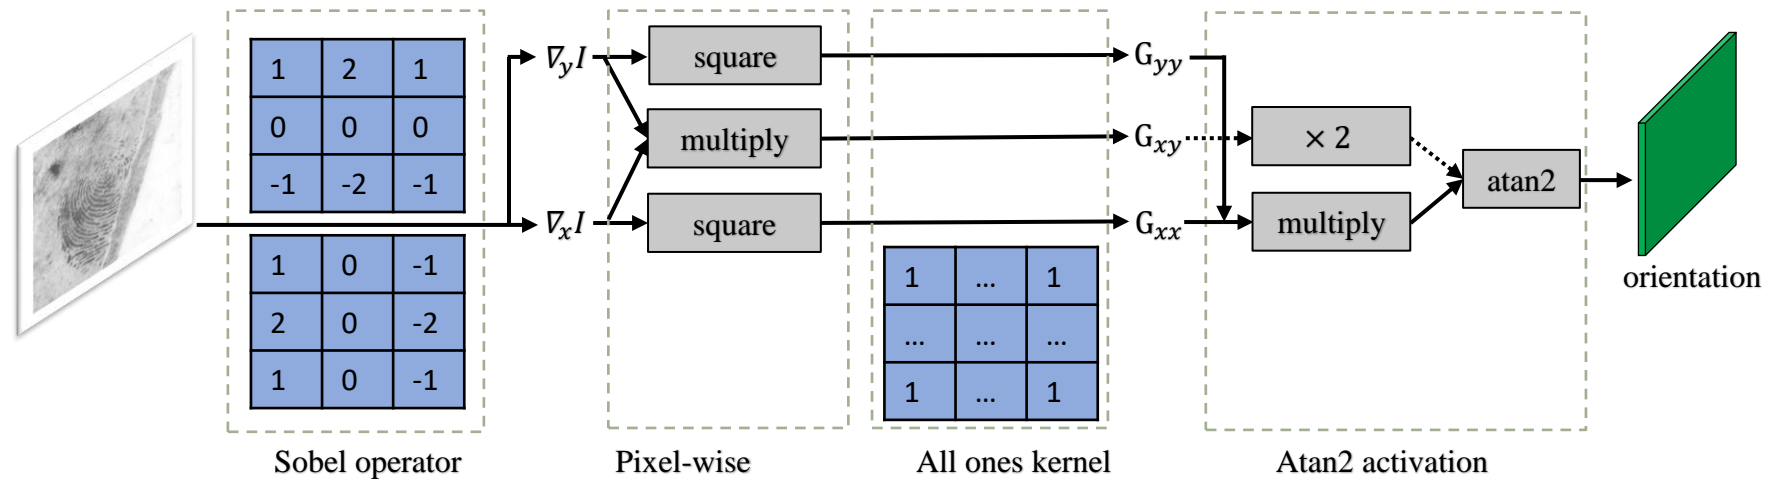 1 2 1
0 0 0
-1 -2 -1
1 0 -1
2 0 -2
1 0 -1
Sobel operator
∇yI
∇xI
square
multiply
square
Pixel-wise
1 ... 1
... ... ...
1 ... 1
All ones kernel
Gyy
Gxy
Gxx
× 2
multiply
atan2
Atan2 activation
orientation